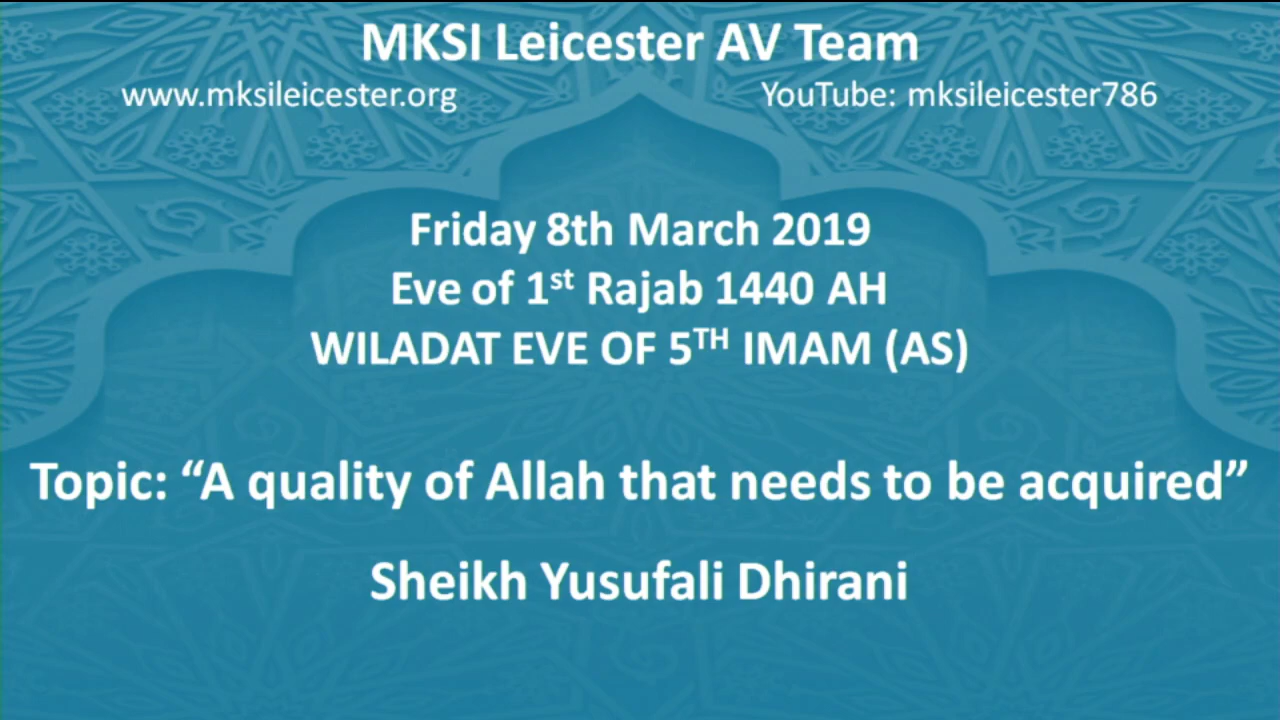 MKSI Leicester AV Team
www.mksileicester.org YouTube: mksileicester786
Friday 8th March 2019
Eve of 1st Rajab 1440 AH
WILADAT EVE OF 5TH IMAM (AS)
Topic: “A quality of Allah that needs to be acquired”
Sheikh Yusufali Dhirani